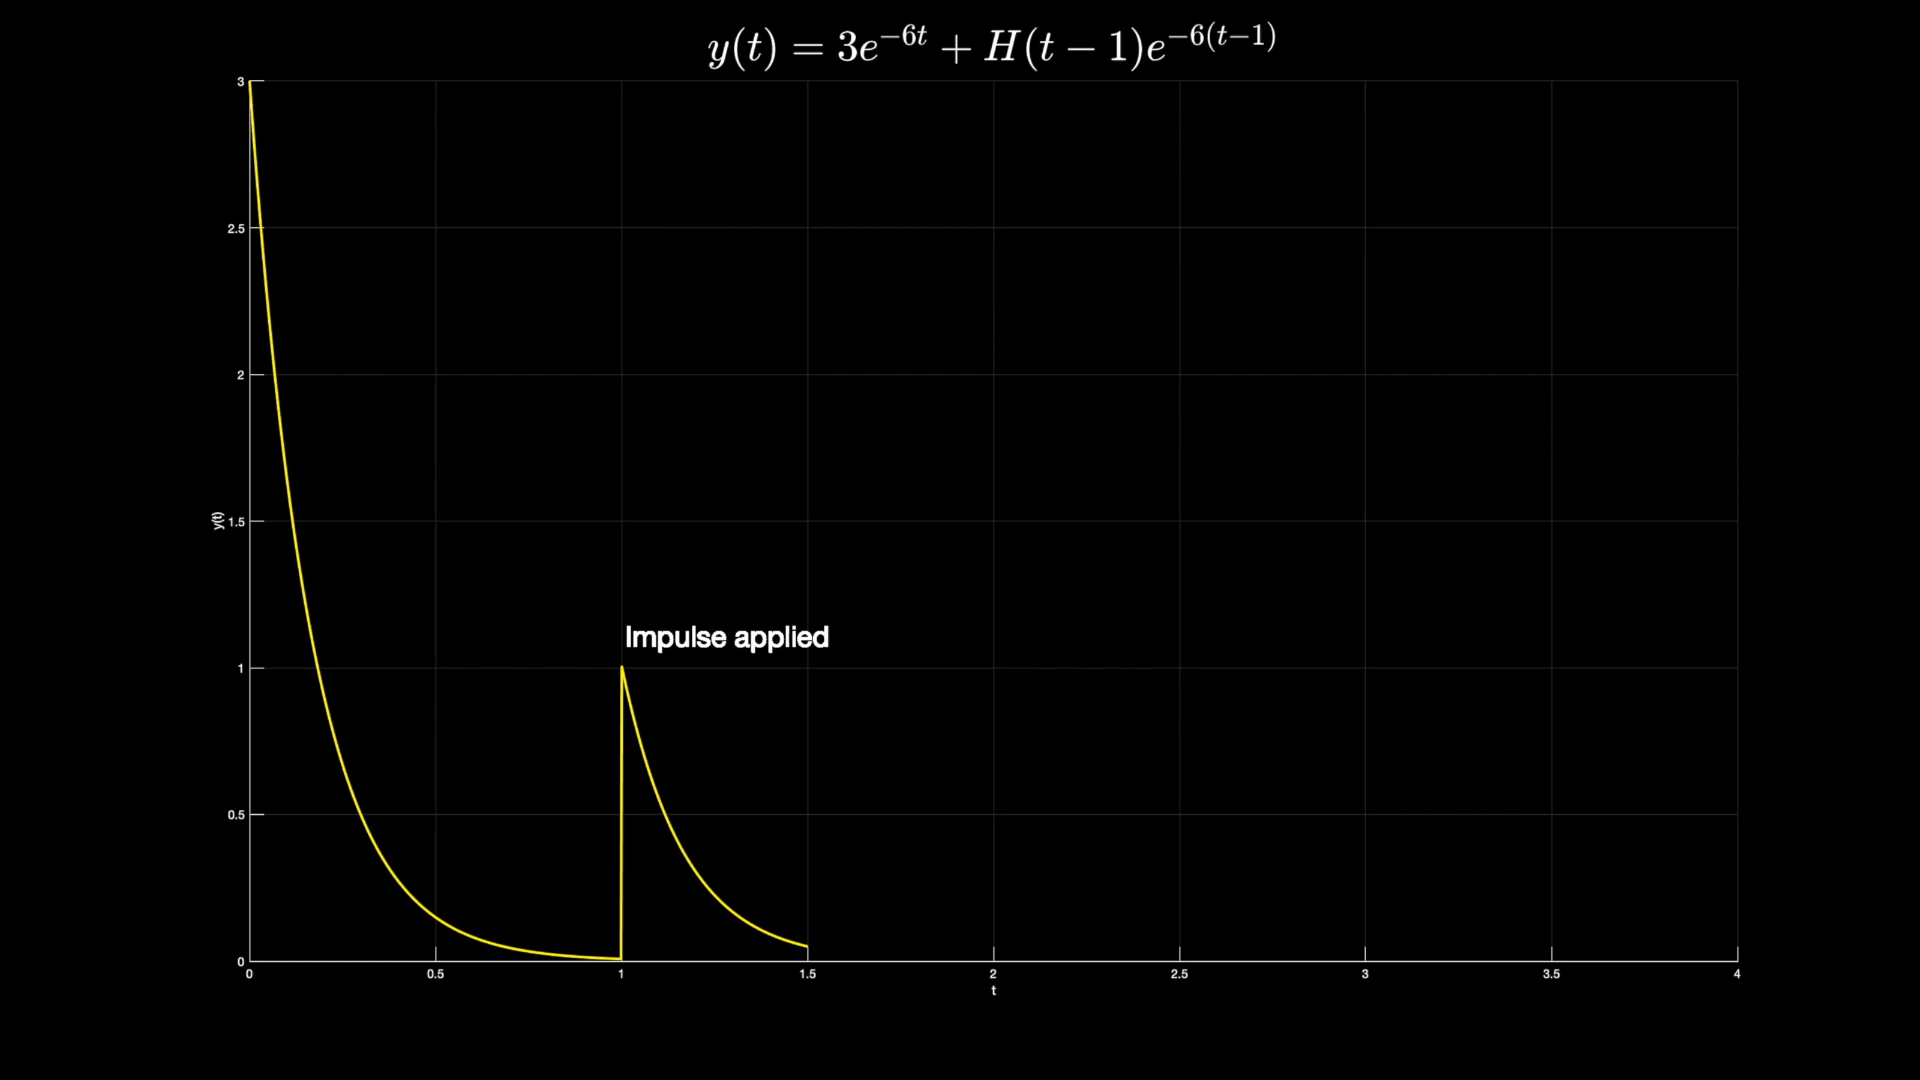 y(t) = 3e^{-6t} + H(t − 1)e^{-6(t−1)}
3
2.5
2
y(t)
1.5
Impulse applied
1
0.5
0
0 0.5 1 1.5 2 2.5 3 3.5 4
t